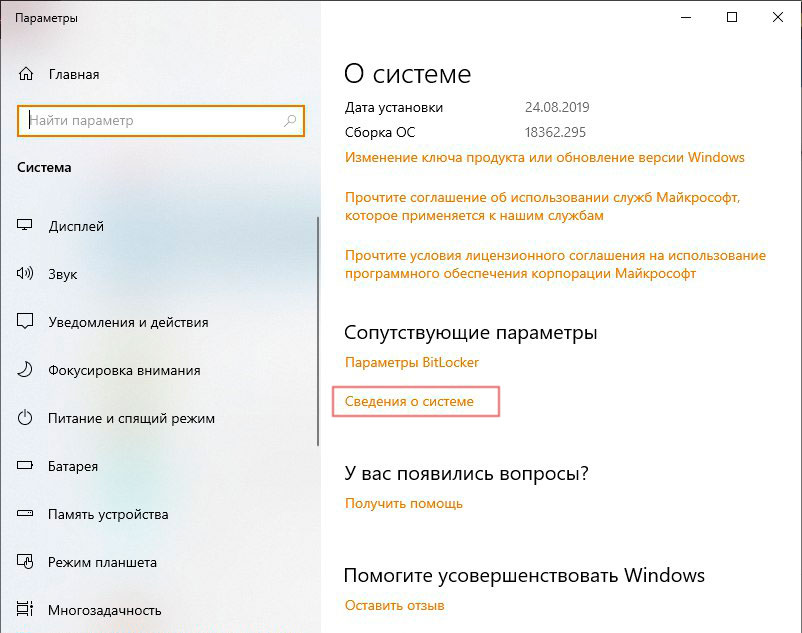 Параметры
Главная
Найти параметр
Система
Дисплей
Звук
Уведомления и действия
Фокусировка внимания
Питание и спящий режим
Батарея
Память устройства
Режим планшета
Многозадачность
О системе
Дата установки 24.08.2019
Сборка ОС 18362.295
Изменение ключа продукта или обновление версии Windows
Прочтите соглашение об использовании служб Майкрософт,
которое применяется к нашим службам
Прочтите условия лицензионного соглашения на использование
программного обеспечения корпорации Майкрософт
Сопутствующие параметры
Параметры BitLocker
Сведения о системе
У вас появились вопросы?
Получить помощь
Помогите усовершенствовать Windows
Оставить отзыв